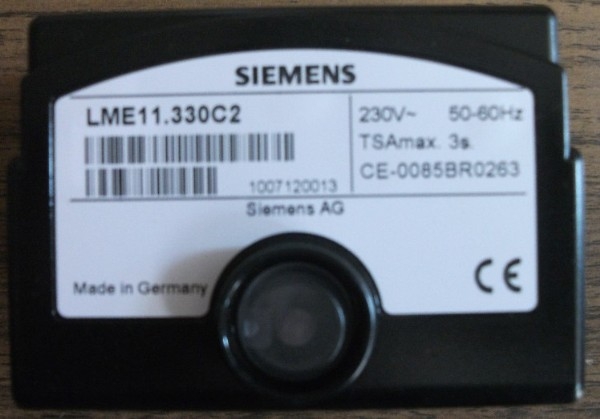 SIEMENS
LME11.330C2
230V~ 50-60Hz
TSAmax. 3s.
CE-0085BR0263
1007120013
Siemens AG
Made in Germany
CE